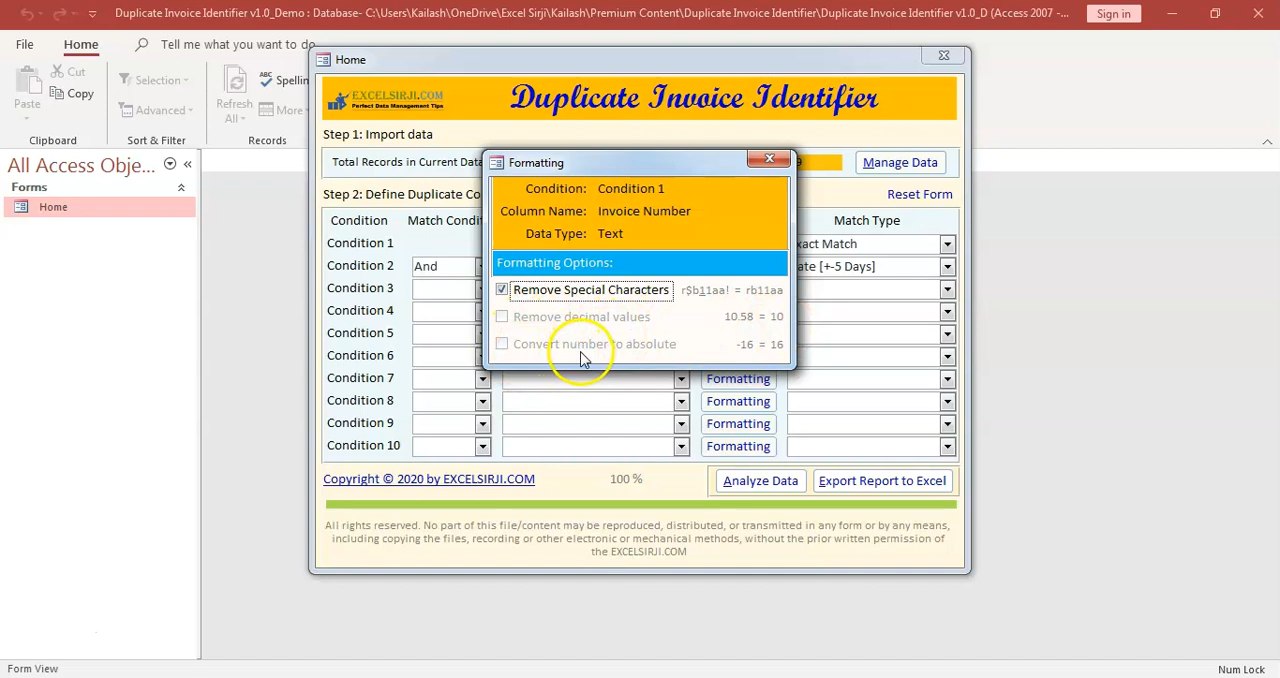 Duplicate Invoice Identifier v1.0_Demo : Database- C:\Users\Kailash\OneDrive\Excel Sirji\Kailash\Premium Content\Duplicate Invoice Identifier\Duplicate Invoice Identifier v1.0_D (Access 2007 -...
Sign in
File
Home
Tell me what you want to do
Cut
Copy
Paste
Clipboard
Selection
Advanced
Sort & Filter
Refresh
All
Spelling
More
Records
All Access Obje...
Forms
Home
Home
EXCELSIRJI.COM
Perfect Data Management Tips
Duplicate Invoice Identifier
Step 1: Import data
Total Records in Current Data
9
Manage Data
Step 2: Define Duplicate Co
Reset Form
Condition
Match Condi
Match Type
Condition 1
xact Match
Condition 2
And
ate [+-5 Days]
Condition 3
Condition 4
Condition 5
Condition 6
Condition 7
Formatting
Condition 8
Formatting
Condition 9
Formatting
Condition 10
Formatting
Formatting
Condition: Condition 1
Column Name: Invoice Number
Data Type: Text
Formatting Options:
Remove Special Characters r$b11aa! = rb11aa
Remove decimal values 10.58 = 10
Convert number to absolute -16 = 16
Copyright © 2020 by EXCELSIRJI.COM
100 %
Analyze Data
Export Report to Excel
All rights reserved. No part of this file/content may be reproduced, distributed, or transmitted in any form or by any means,
including copying the files, recording or other electronic or mechanical methods, without the prior written permission of
the EXCELSIRJI.COM
Form View
Num Lock